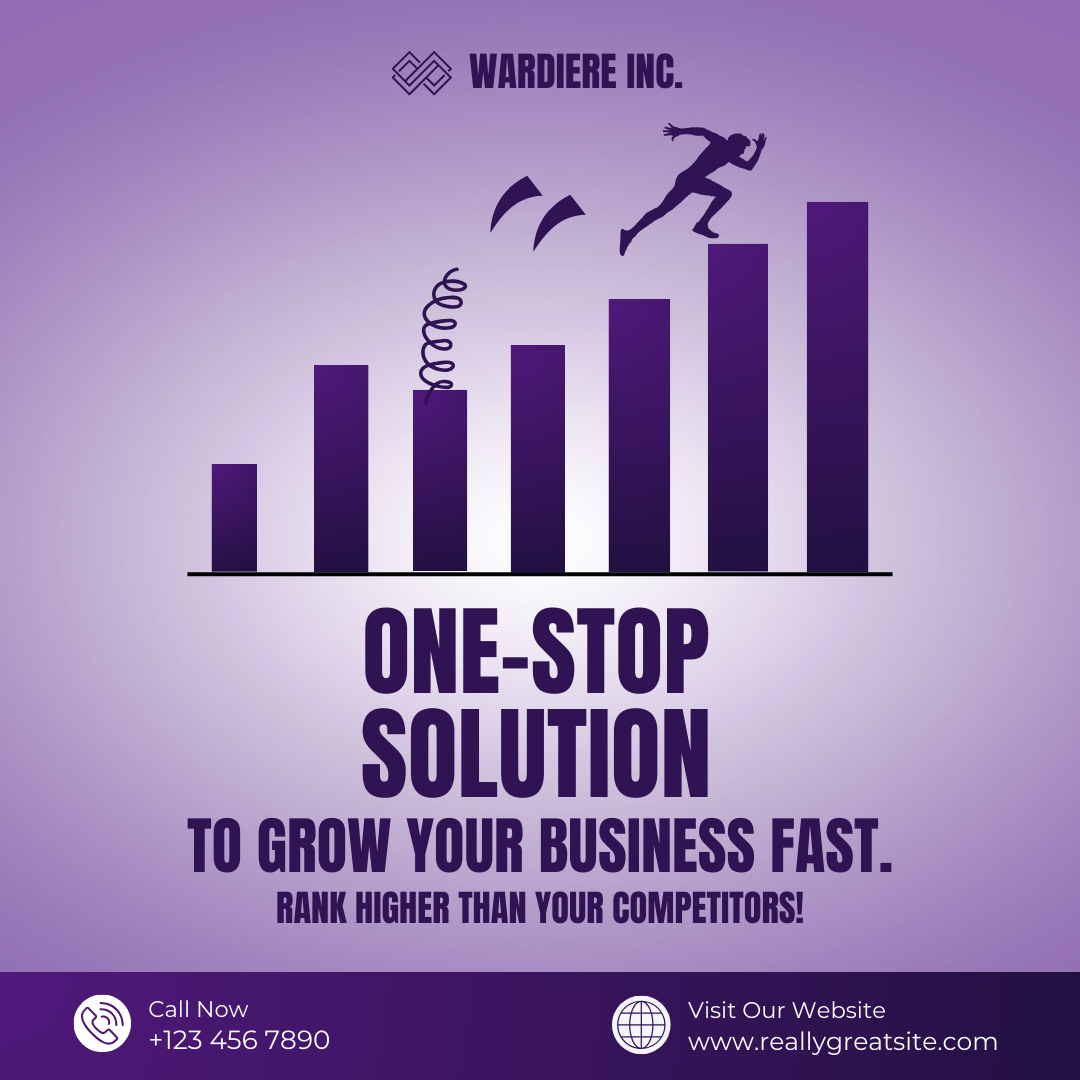 WARDIERE INC.
ONE-STOP
SOLUTION
TO GROW YOUR BUSINESS FAST.
RANK HIGHER THAN YOUR COMPETITORS!
Call Now
+123 456 7890
Visit Our Website
www.reallygreatsite.com